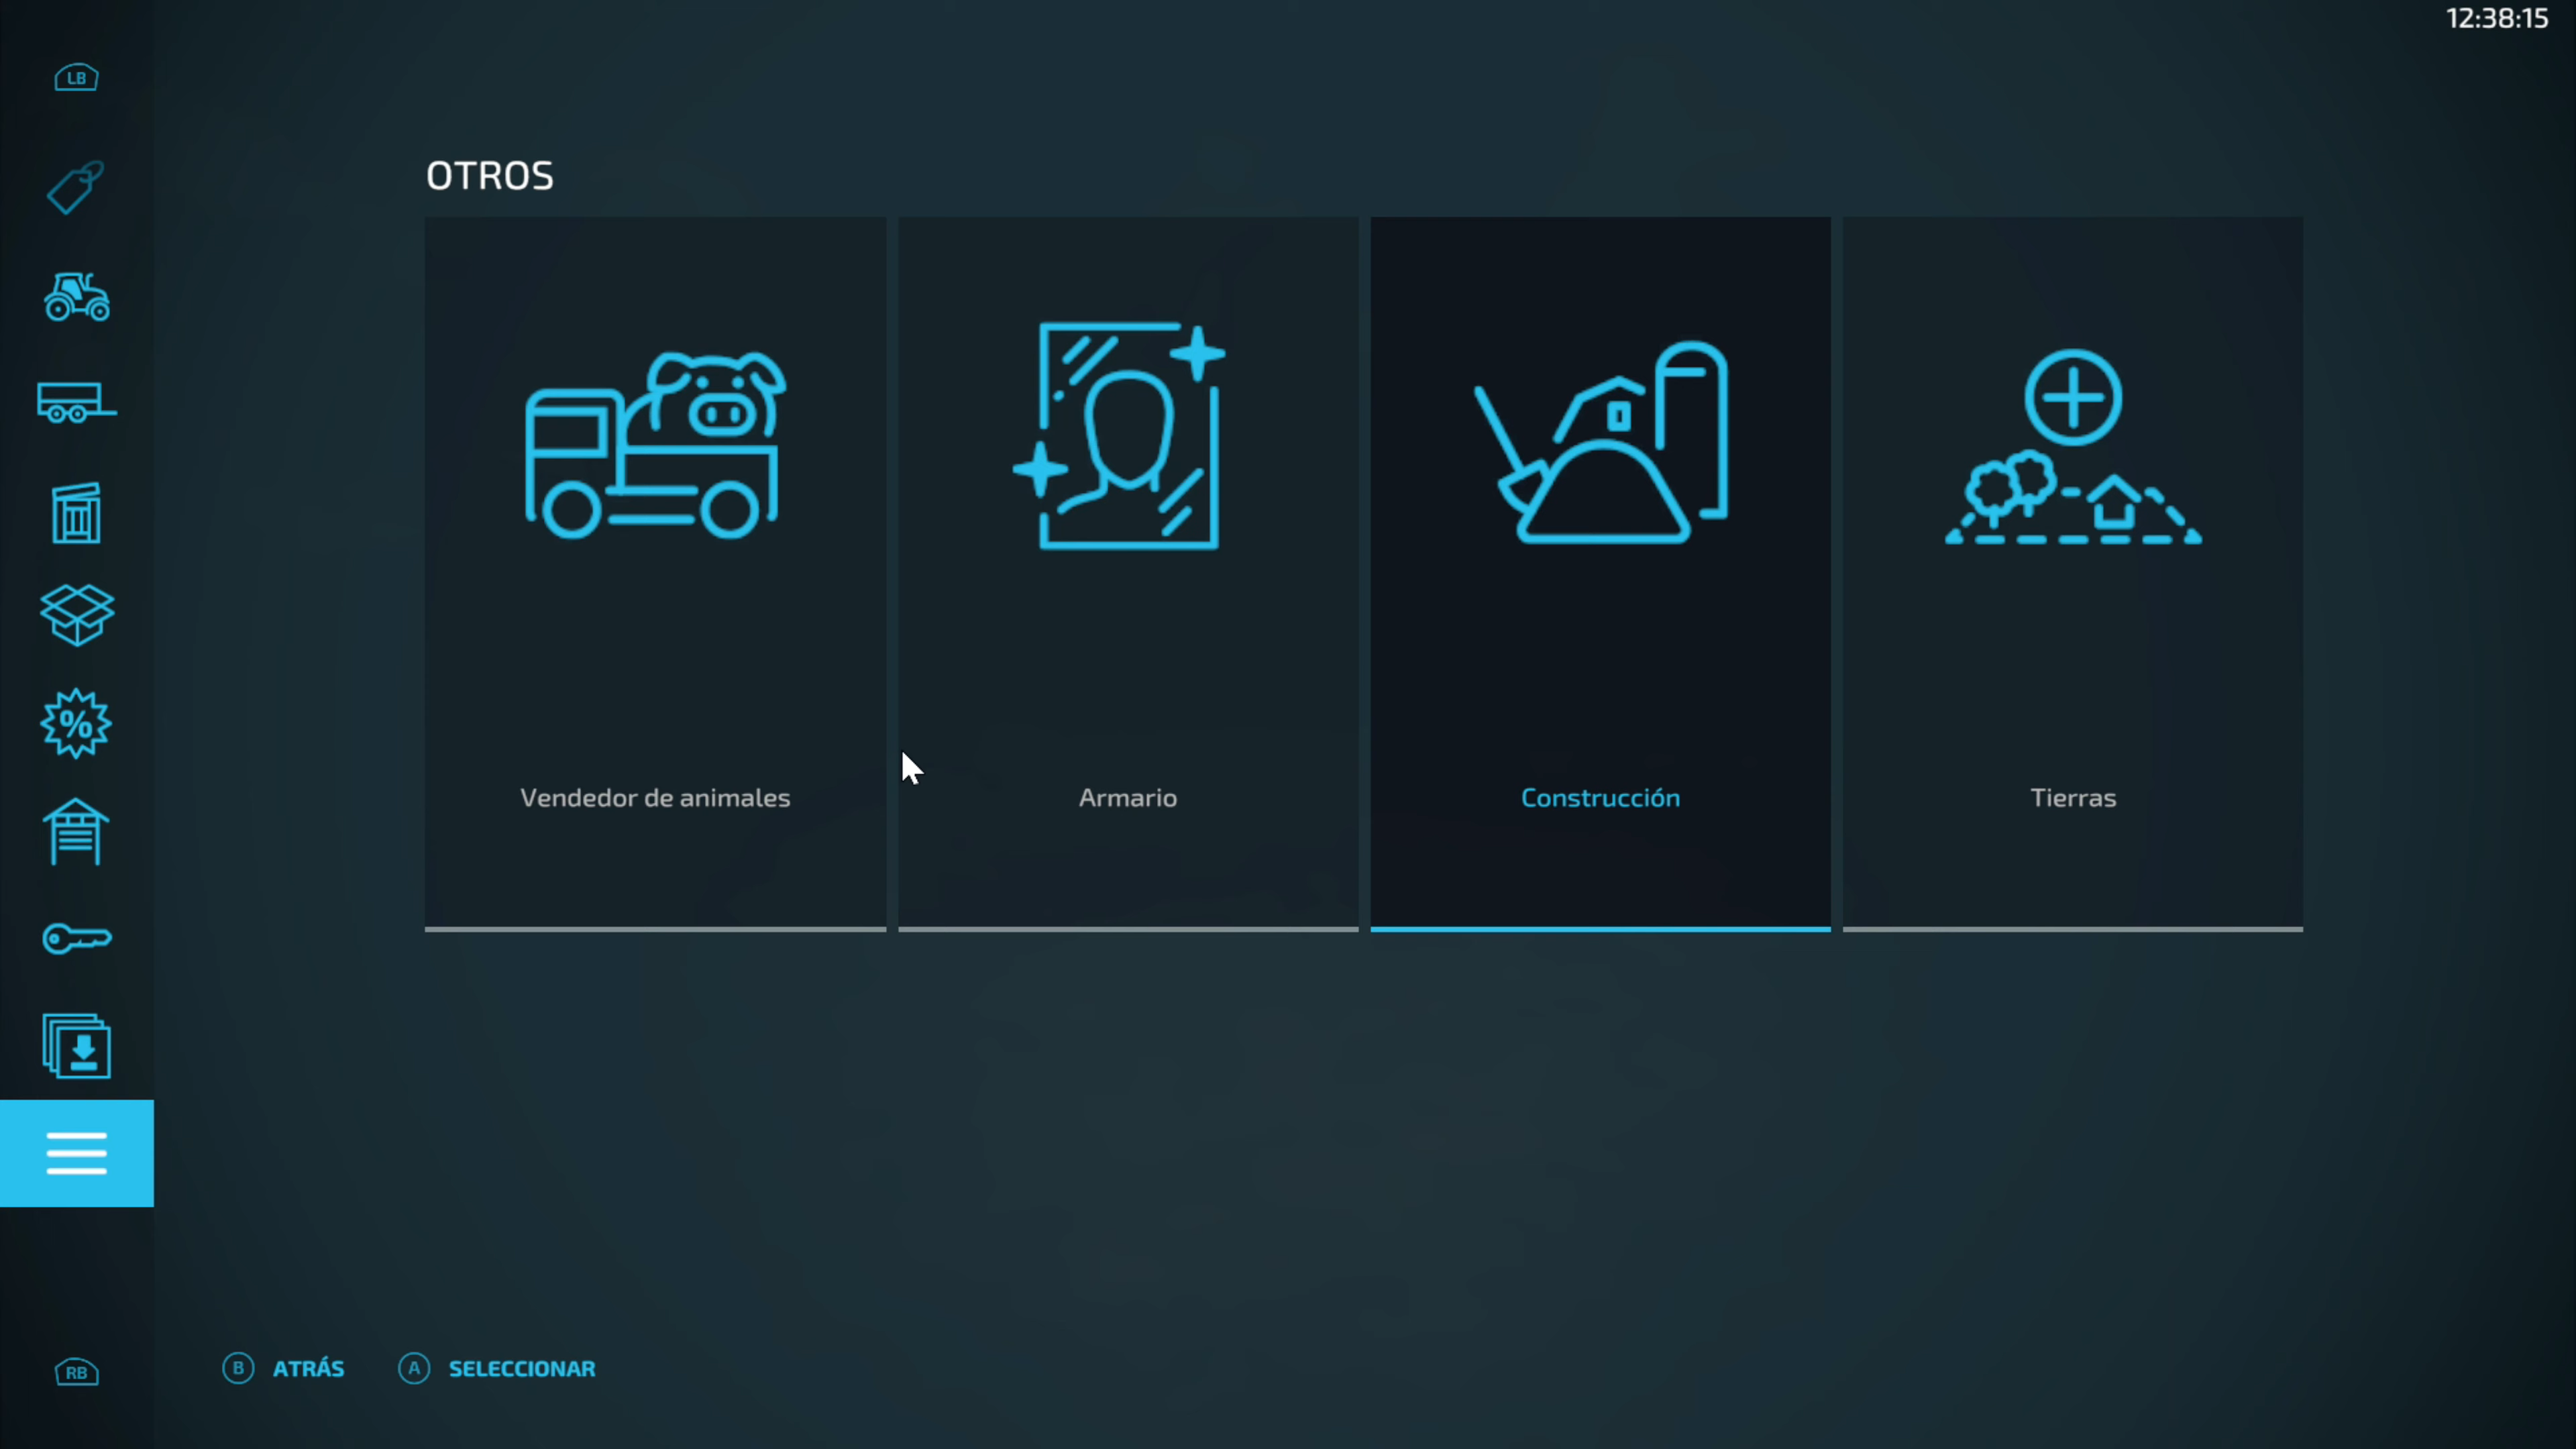 12:38:15
LB
OTROS
%
Vendedor de animales
Armario
Construcción
Tierras
RB
B ATRÁS
A SELECCIONAR